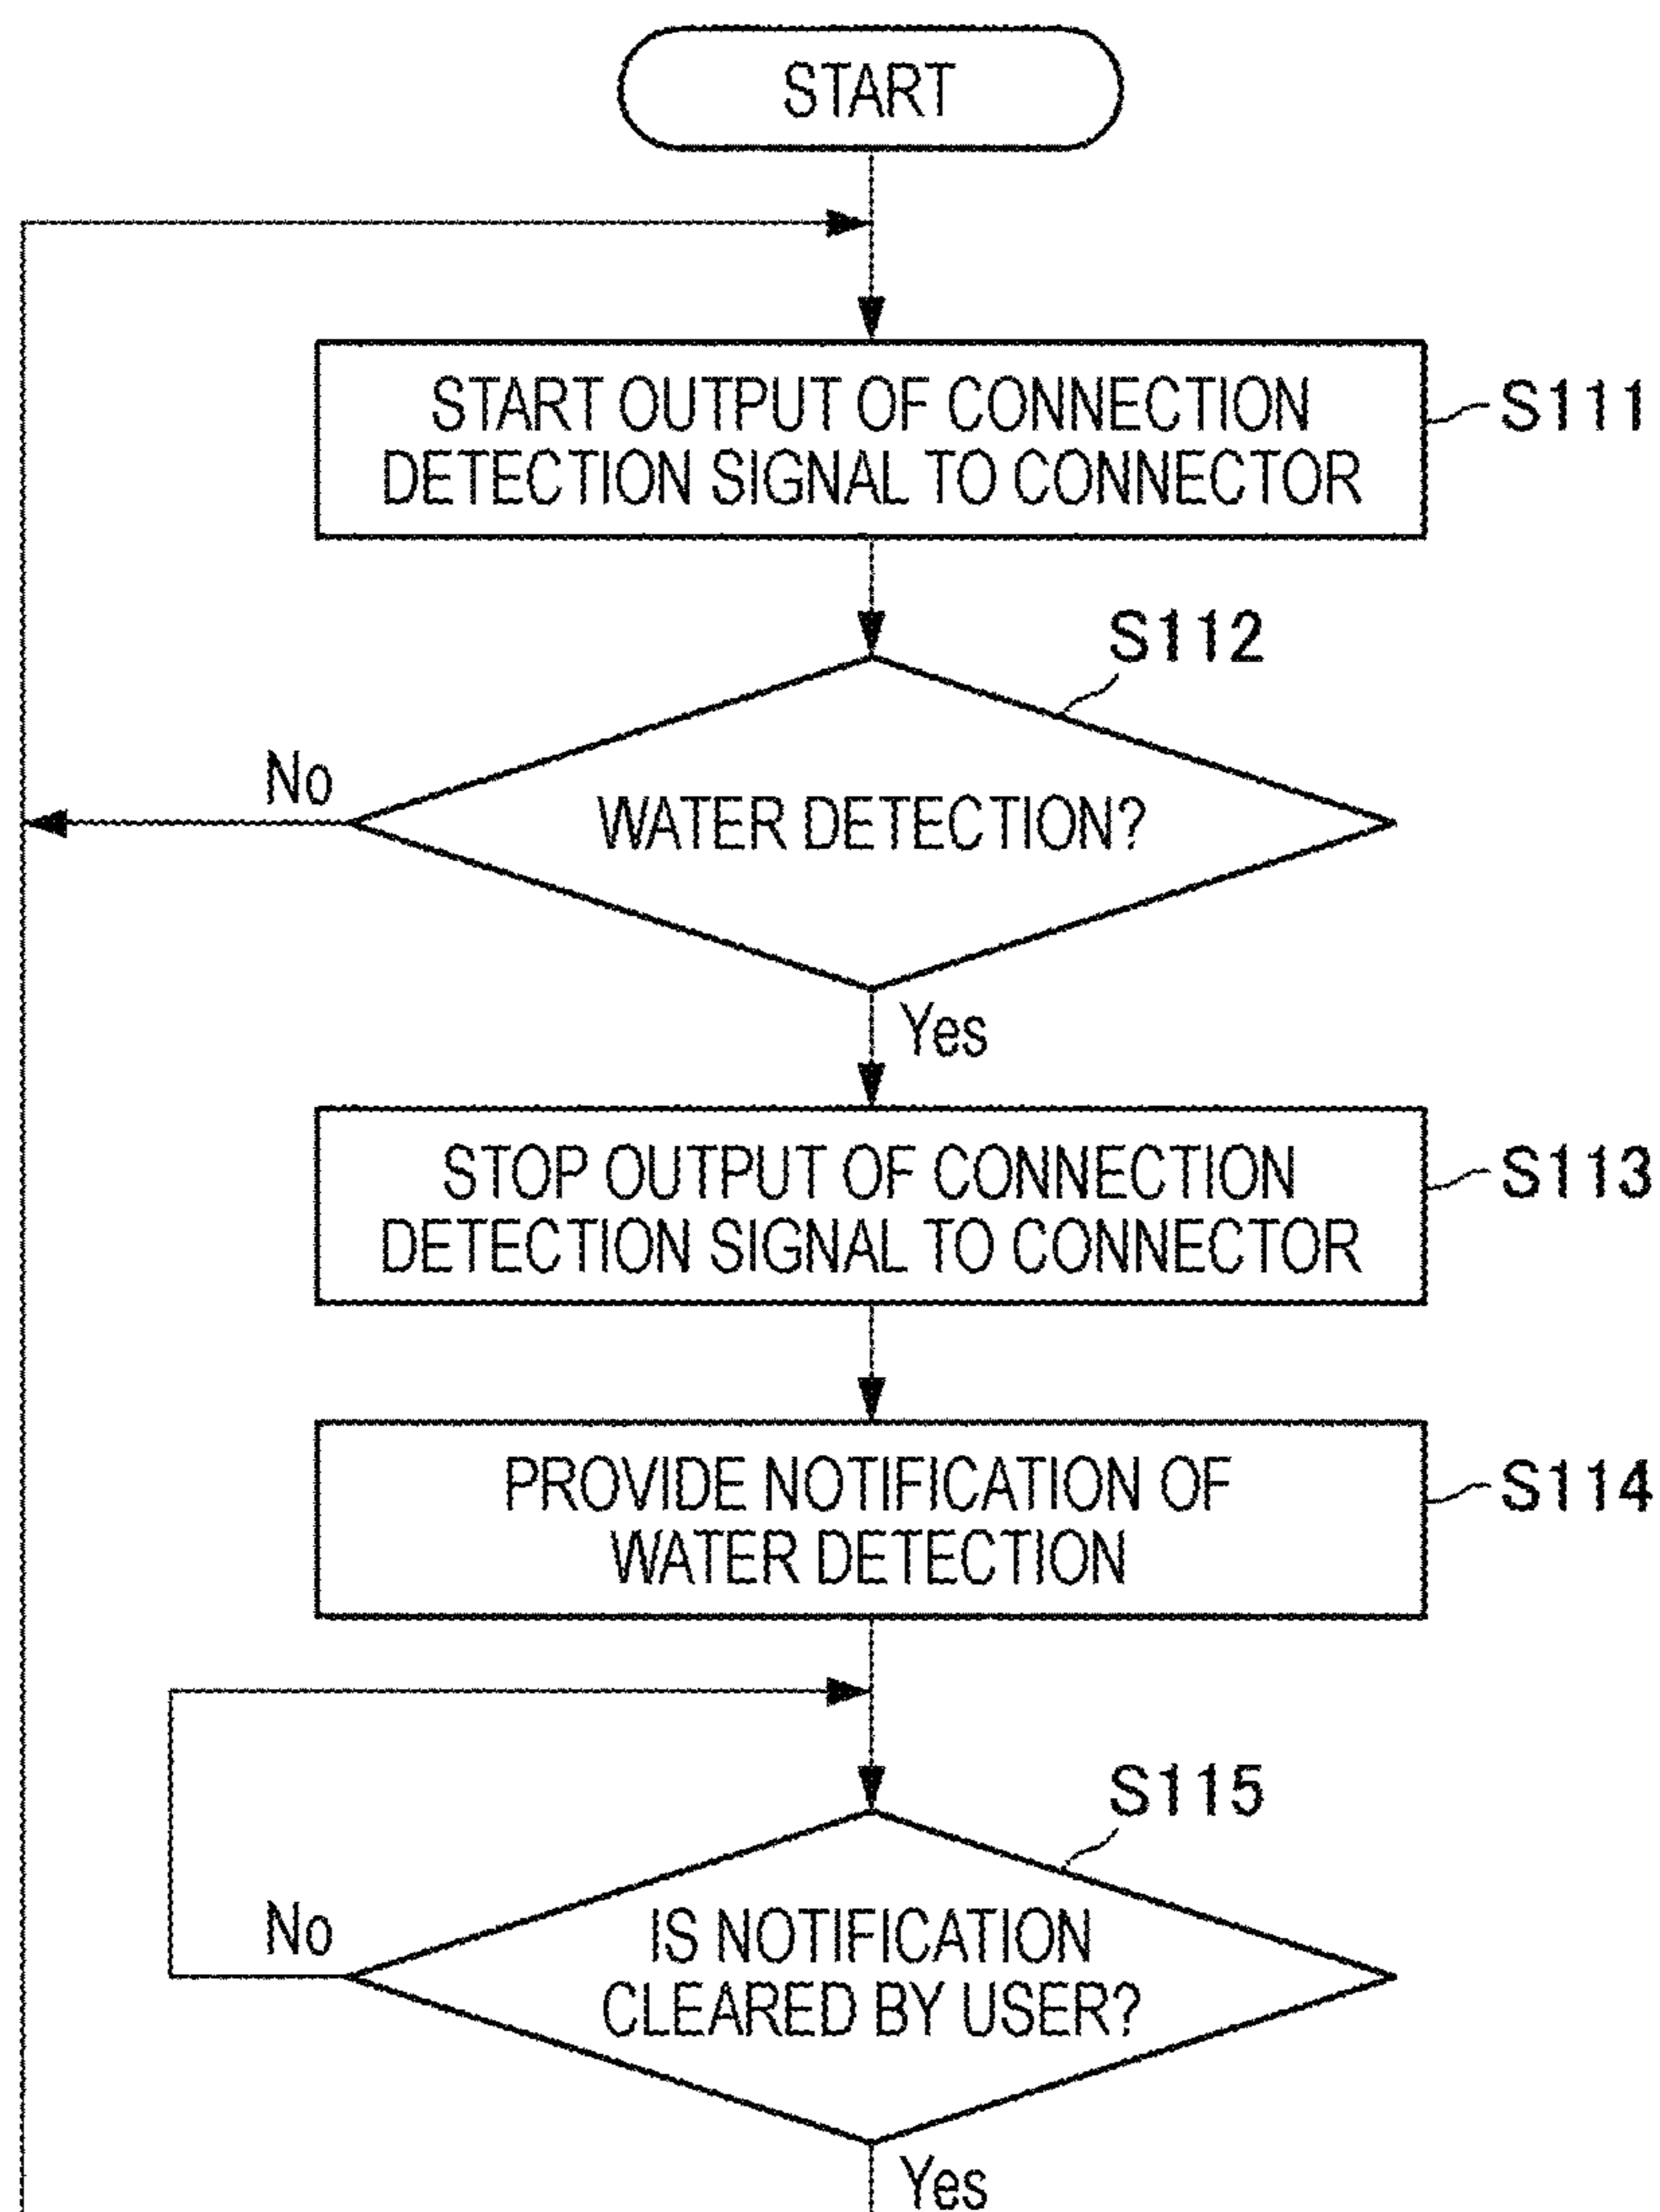 START
START OUTPUT OF CONNECTION
DETECTION SIGNAL TO CONNECTOR
S111
S112
No
WATER DETECTION?
Yes
STOP OUTPUT OF CONNECTION
DETECTION SIGNAL TO CONNECTOR
S113
PROVIDE NOTIFICATION OF
WATER DETECTION
S114
S115
No
IS NOTIFICATION
CLEARED BY USER?
Yes